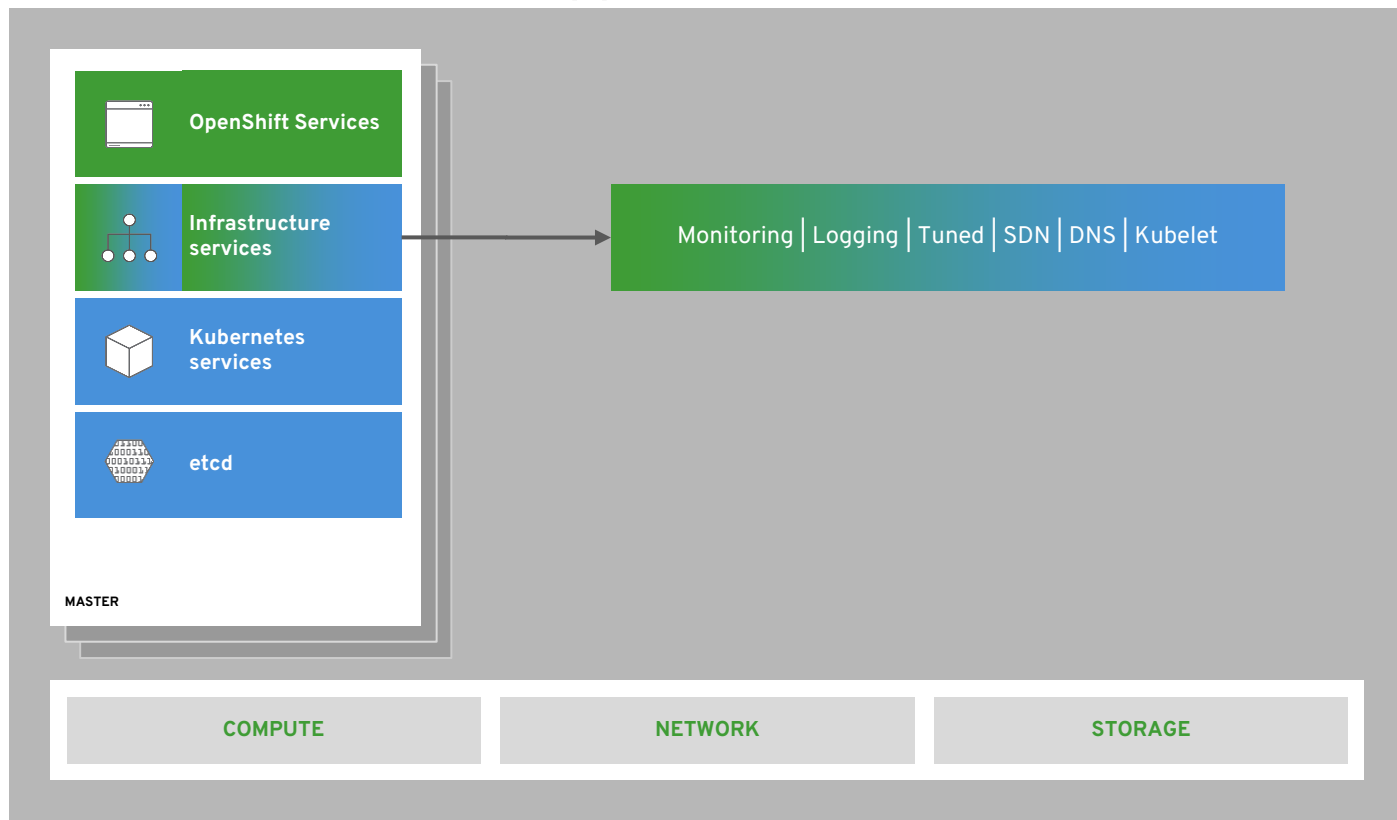 OpenShift Services
Infrastructure
services
Monitoring | Logging | Tuned | SDN | DNS | Kubelet
Kubernetes
services
etcd
MASTER
COMPUTE
NETWORK
STORAGE